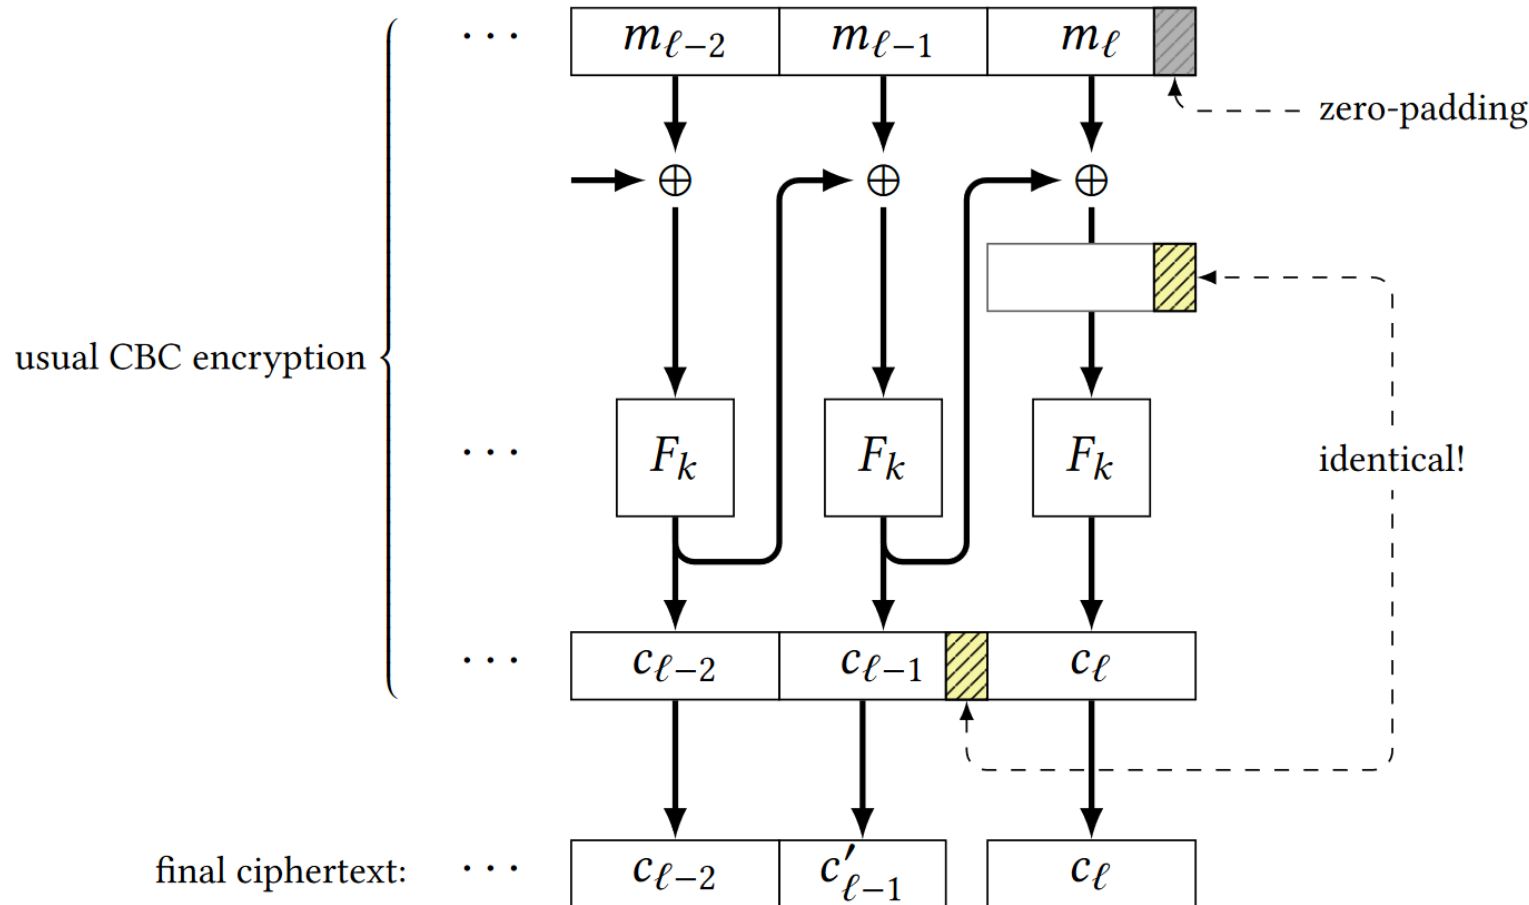 ··· m_{ℓ−2} m_{ℓ−1} m_ℓ
zero-padding
⊕ ⊕ ⊕
usual CBC encryption
··· F_k F_k F_k identical!
··· c_{ℓ−2} c_{ℓ−1} c_ℓ
final ciphertext: ··· c_{ℓ−2} c′_{ℓ−1} c_ℓ